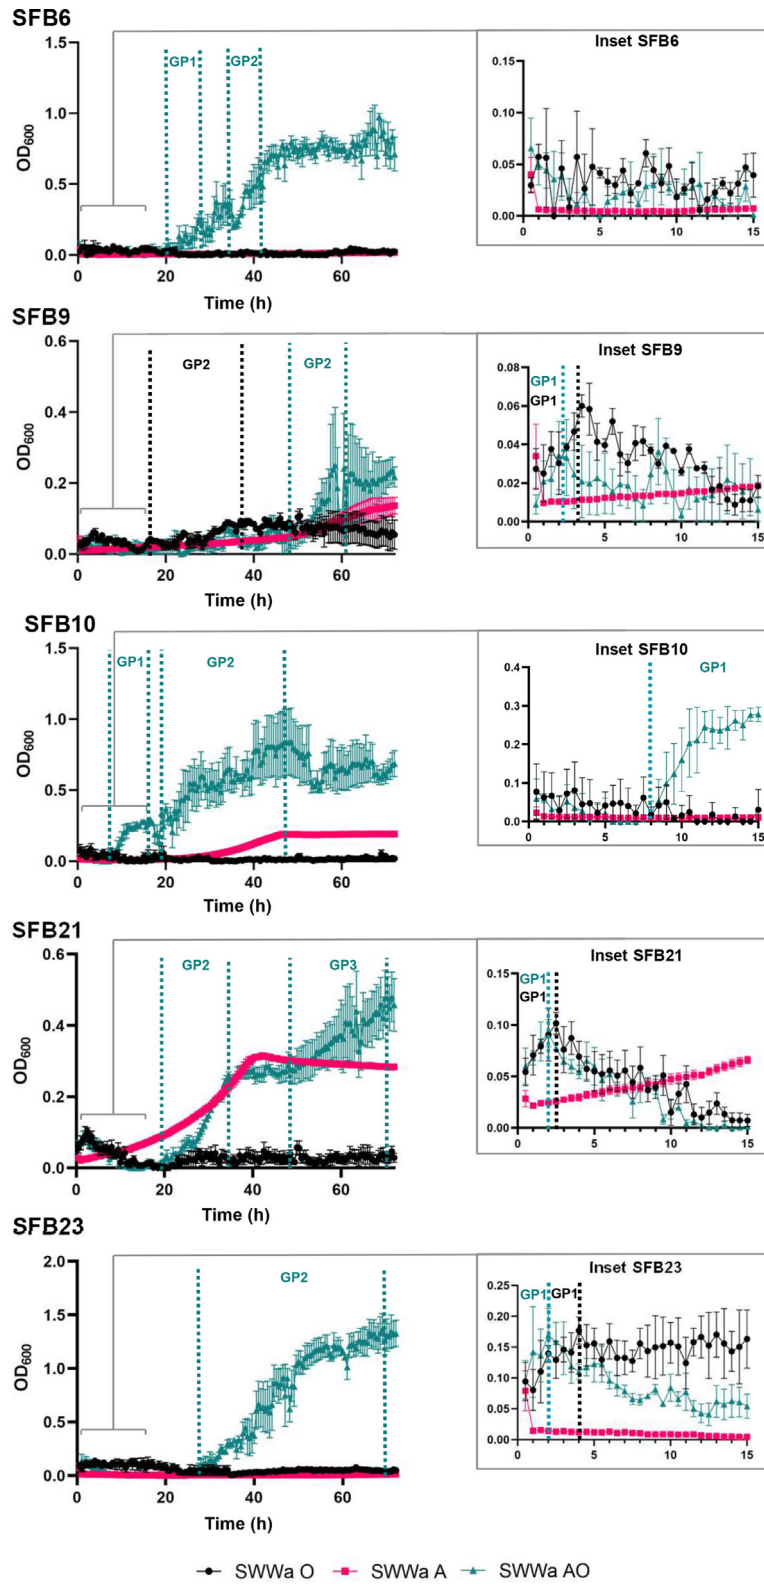 SFB6
GP1 GP2
OD600
1.5
1.0
0.5
0.0
0 20 40 60
Time (h)
Inset SFB6
0.15
0.10
0.05
0.00
0 5 10 15
SFB9
GP2 GP2
OD600
0.6
0.4
0.2
0.0
0 20 40 60
Time (h)
Inset SFB9
GP1
GP1
0.08
0.06
0.04
0.02
0.00
0 5 10 15
SFB10
GP1 GP2
OD600
1.5
1.0
0.5
0.0
0 20 40 60
Time (h)
Inset SFB10
GP1
0.4
0.3
0.2
0.1
0.0
0 5 10 15
SFB21
GP2 GP3
OD600
0.6
0.4
0.2
0.0
0 20 40 60
Time (h)
Inset SFB21
GP1
GP1
0.15
0.10
0.05
0.00
0 5 10 15
SFB23
GP2
OD600
2.0
1.5
1.0
0.5
0.0
0 20 40 60
Time (h)
Inset SFB23
GP1 GP1
0.25
0.20
0.15
0.10
0.05
0.00
0 5 10 15
SWWa O SWWa A SWWa AO